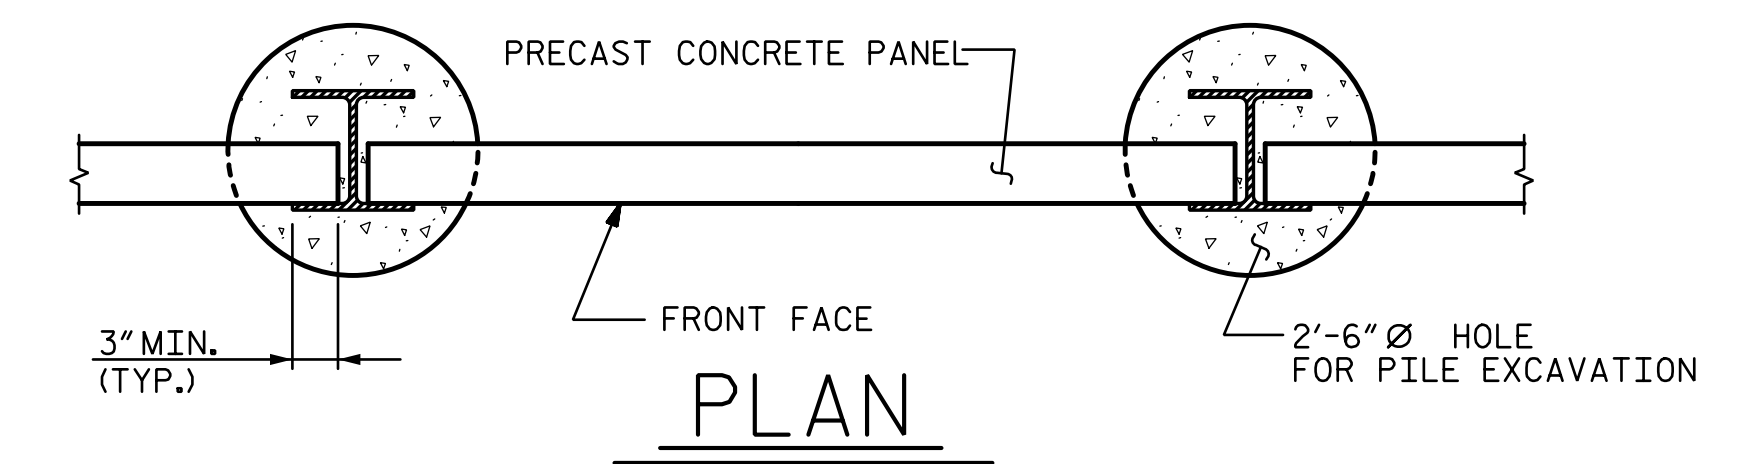 PRECAST CONCRETE PANEL
FRONT FACE
3" MIN.
(TYP.)
2'-6" Ø HOLE
FOR PILE EXCAVATION
PLAN